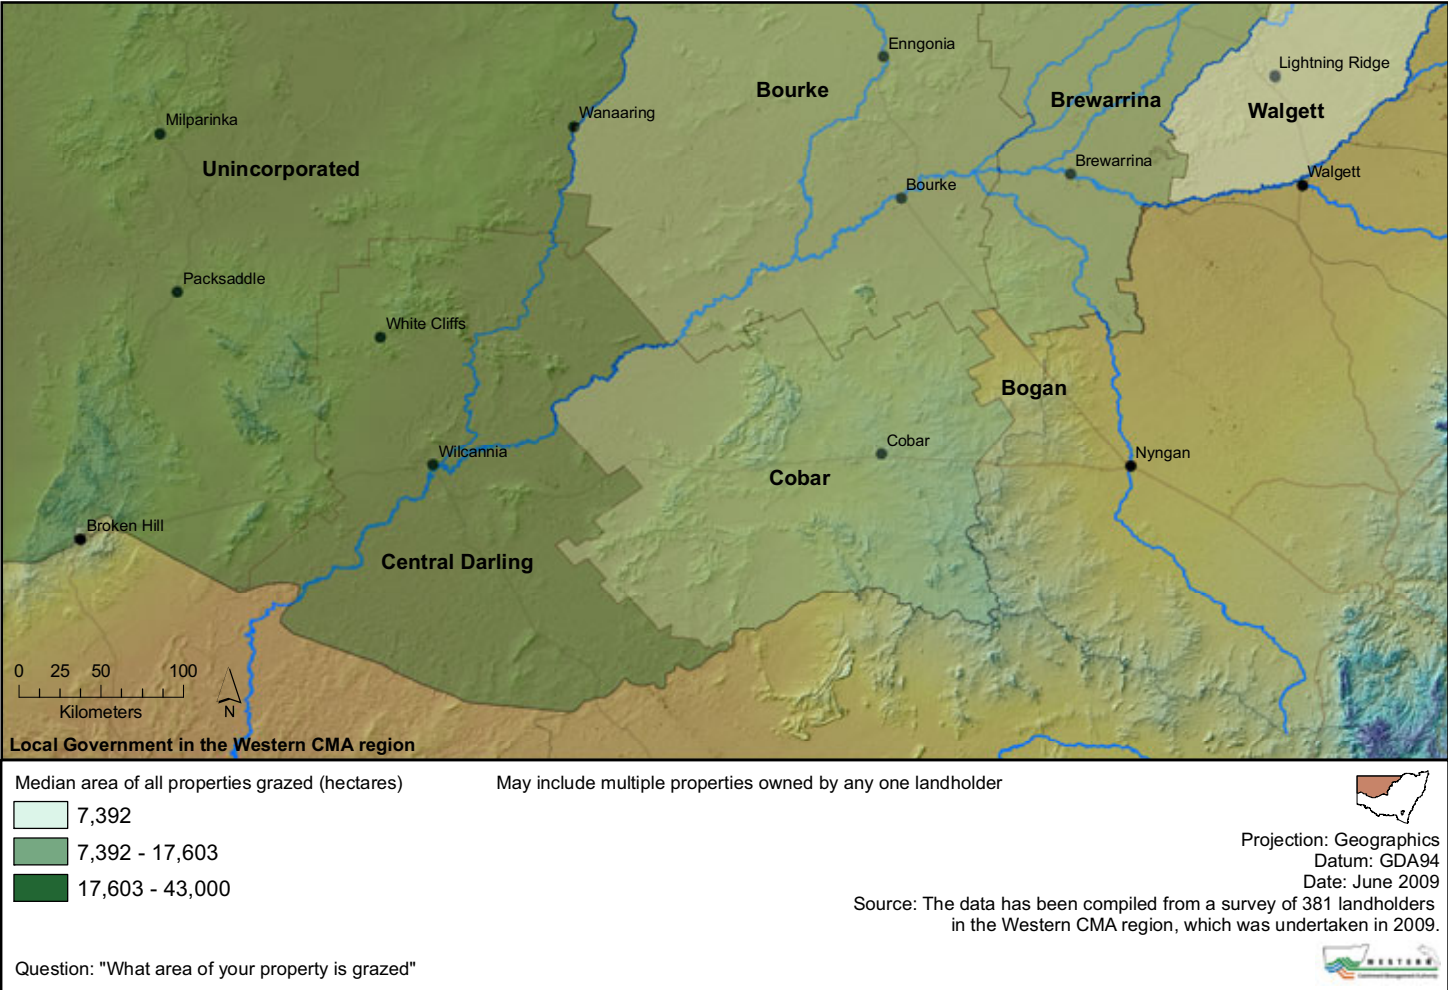 Enngonia
Lightning Ridge
Bourke
Brewarrina
Walgett
Wanaaring
Milparinka
Unincorporated
Brewarrina
Walgett
Bourke
Packsaddle
White Cliffs
Bogan
Cobar
Wilcannia
Nyngan
Cobar
Broken Hill
Central Darling
0 25 50 100
Kilometers
N
Local Government in the Western CMA region
Median area of all properties grazed (hectares)
May include multiple properties owned by any one landholder
7,392
7,392 - 17,603
17,603 - 43,000
Projection: Geographics
Datum: GDA94
Date: June 2009
Source: The data has been compiled from a survey of 381 landholders
in the Western CMA region, which was undertaken in 2009.
Question: "What area of your property is grazed"
WESTERN